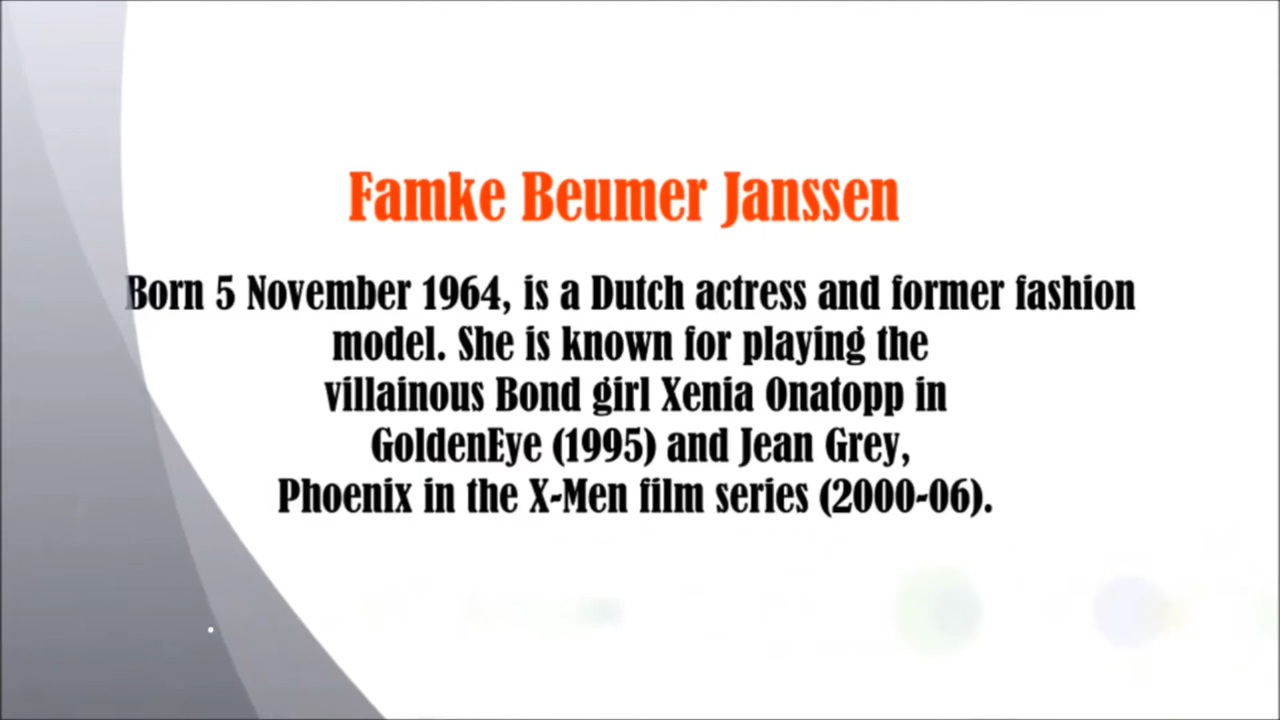 Famke Beumer Janssen
Born 5 November 1964, is a Dutch actress and former fashion
model. She is known for playing the
villainous Bond girl Xenia Onatopp in
GoldenEye (1995) and Jean Grey,
Phoenix in the X-Men film series (2000-06).